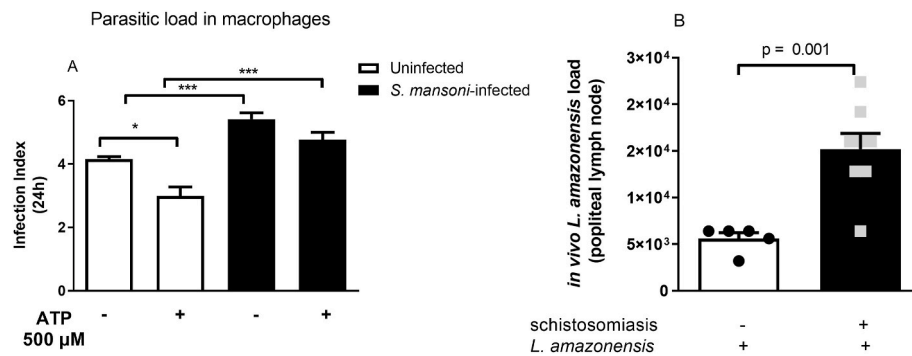 Parasitic load in macrophages
A
Uninfected
S. mansoni-infected
***
***
*
6
4
2
0
Infection Index
(24h)
ATP
500 µM
- + - +
B
p = 0.001
3×10⁴
2×10⁴
2×10⁴
1×10⁴
5×10³
0
in vivo L. amazonensis load
(popliteal lymph node)
schistosomiasis - +
L. amazonensis + +